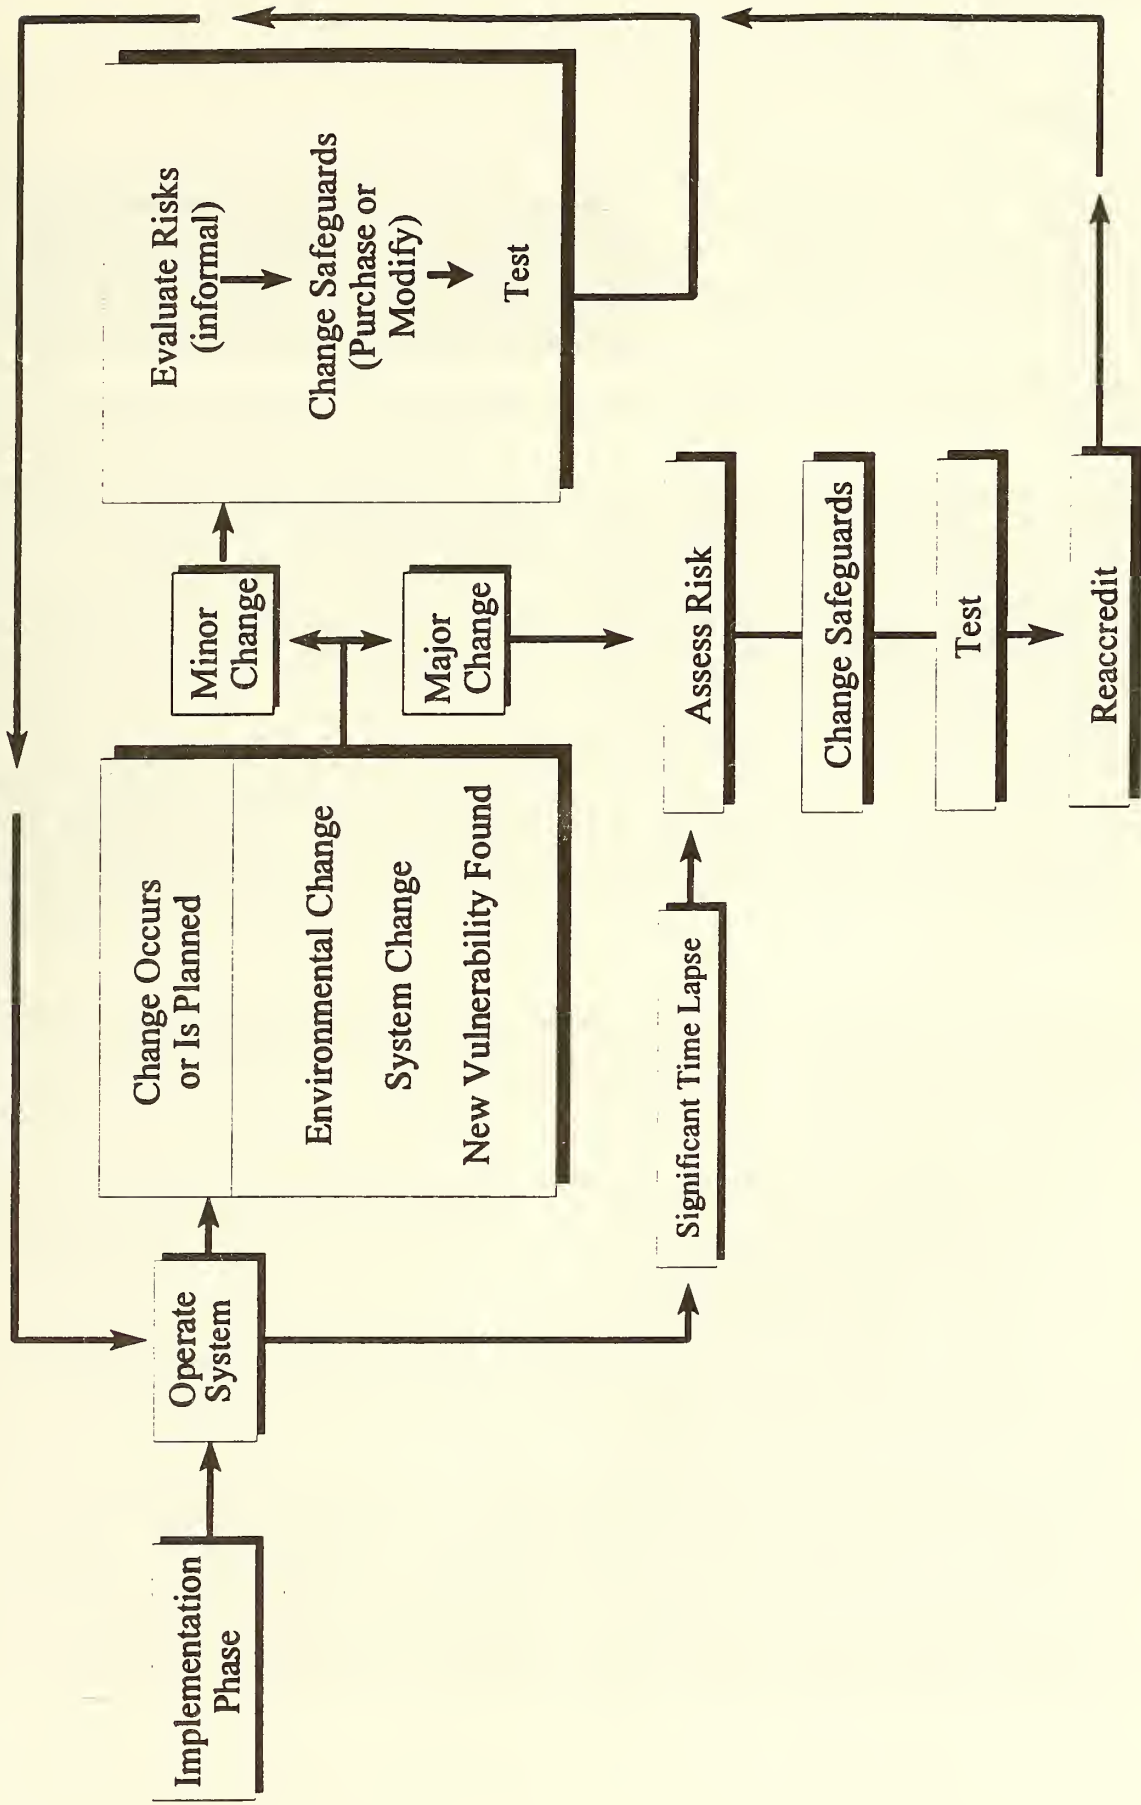 Implementation
Phase
Operate
System
Change Occurs
or Is Planned
Environmental Change
System Change
New Vulnerability Found
Minor
Change
Major
Change
Evaluate Risks
(informal)
Change Safeguards
(Purchase or
Modify)
Test
Significant Time Lapse
Assess Risk
Change Safeguards
Test
Reaccredit